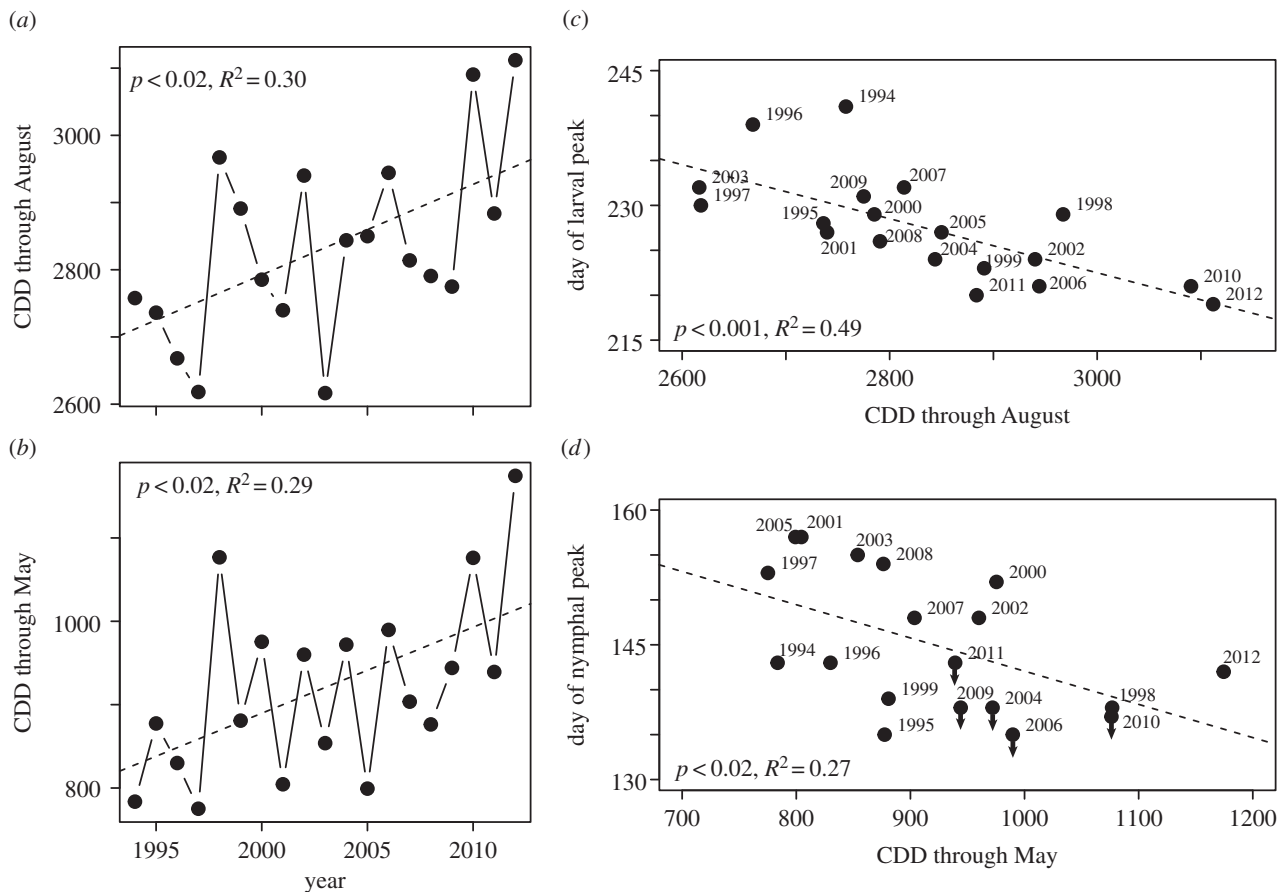 (a)
p < 0.02, R² = 0.30
CDD through August
3000
2800
2600
(b)
p < 0.02, R² = 0.29
CDD through May
1000
800
1995 2000 2005 2010
year
(c)
day of larval peak
245
230
215
1994
1996
2003
1997
2009
2007
1995
2000
2001
2008
2005
2004
1998
1999
2002
2011
2006
2010
2012
p < 0.001, R² = 0.49
2600 2800 3000
CDD through August
(d)
day of nymphal peak
160
145
130
2005 2001
2003
1997
2008
2000
2007
2002
1994
1996
2011
2012
1999
2009
2004
1998
1995
2006
2010
p < 0.02, R² = 0.27
700 800 900 1000 1100 1200
CDD through May